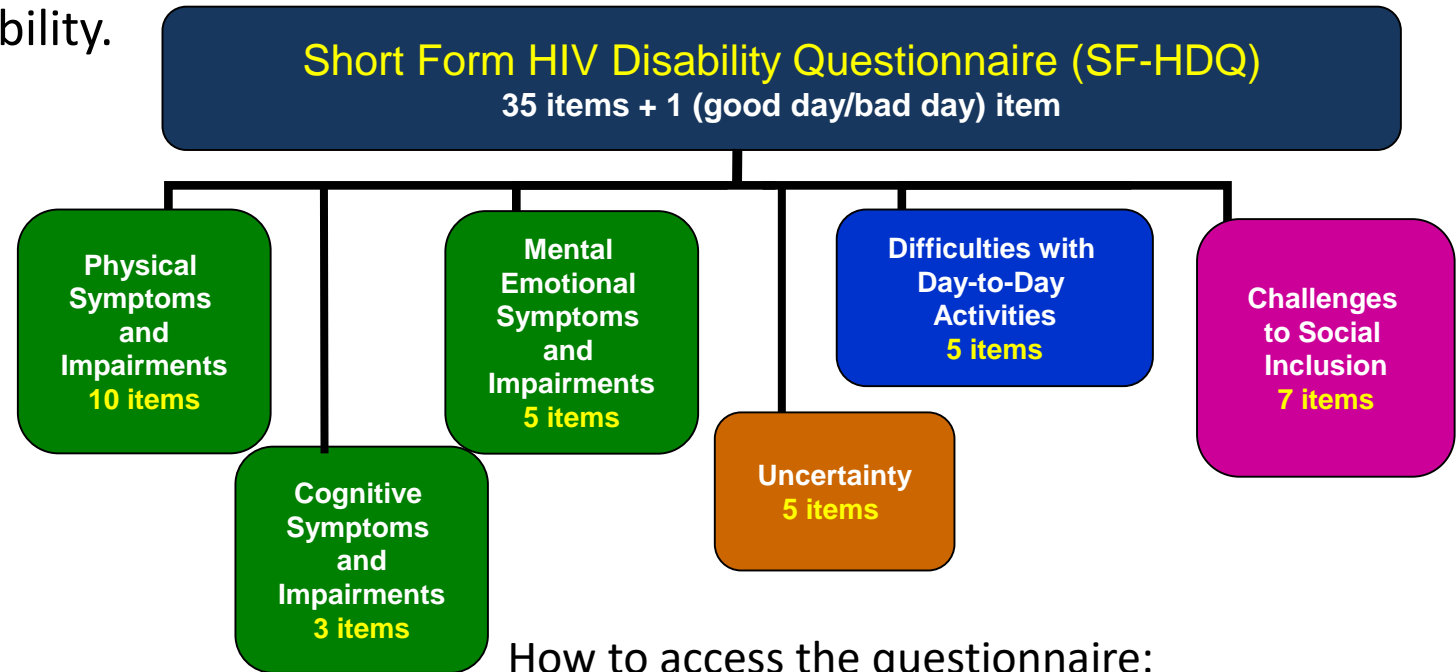 bility.
Short Form HIV Disability Questionnaire (SF-HDQ)
35 items + 1 (good day/bad day) item
Physical
Symptoms
and
Impairments
10 items
Cognitive
Symptoms
and
Impairments
3 items
Mental
Emotional
Symptoms
and
Impairments
5 items
Uncertainty
5 items
Difficulties with
Day-to-Day
Activities
5 items
Challenges
to Social
Inclusion
7 items
How to access the questionnaire: